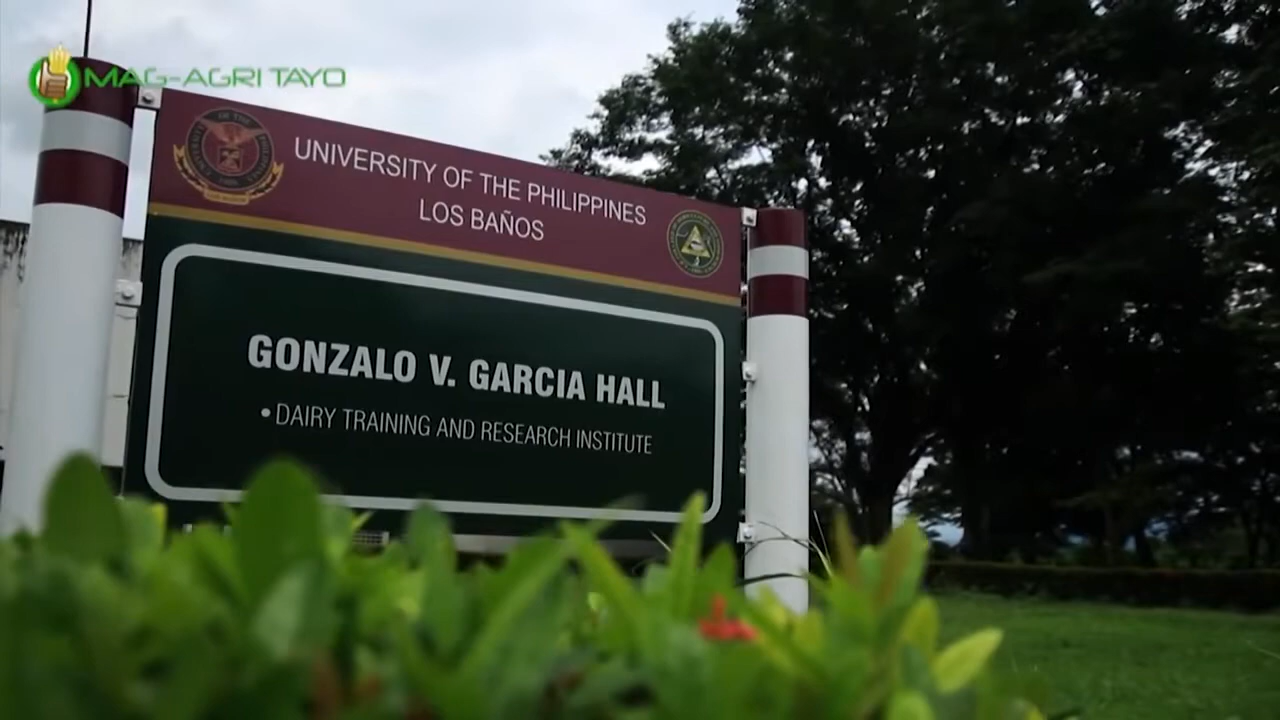 MAG-AGRI TAYO
UNIVERSITY OF THE PHILIPPINES
LOS BAÑOS
GONZALO V. GARCIA HALL
•DAIRY TRAINING AND RESEARCH INSTITUTE